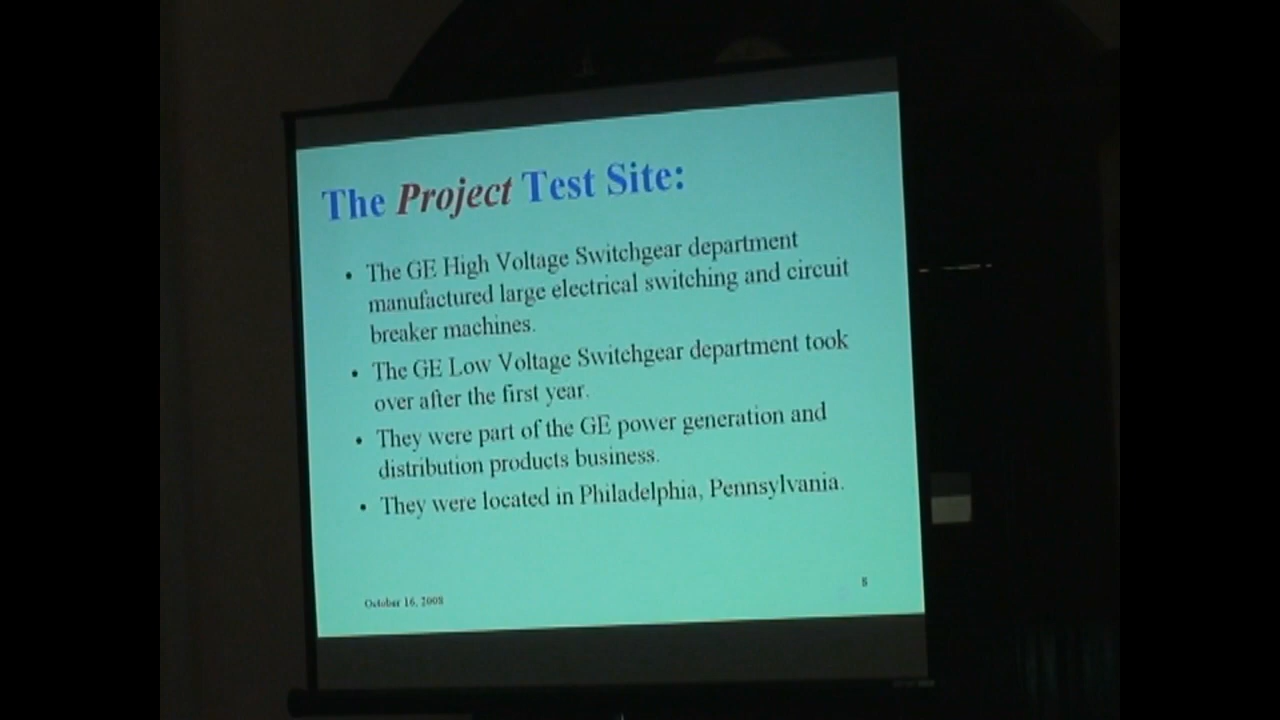 The Project Test Site:
• The GE High Voltage Switchgear department
manufactured large electrical switching and circuit
breaker machines.
• The GE Low Voltage Switchgear department took
over after the first year.
• They were part of the GE power generation and
distribution products business.
• They were located in Philadelphia, Pennsylvania.
October 16, 2008
8